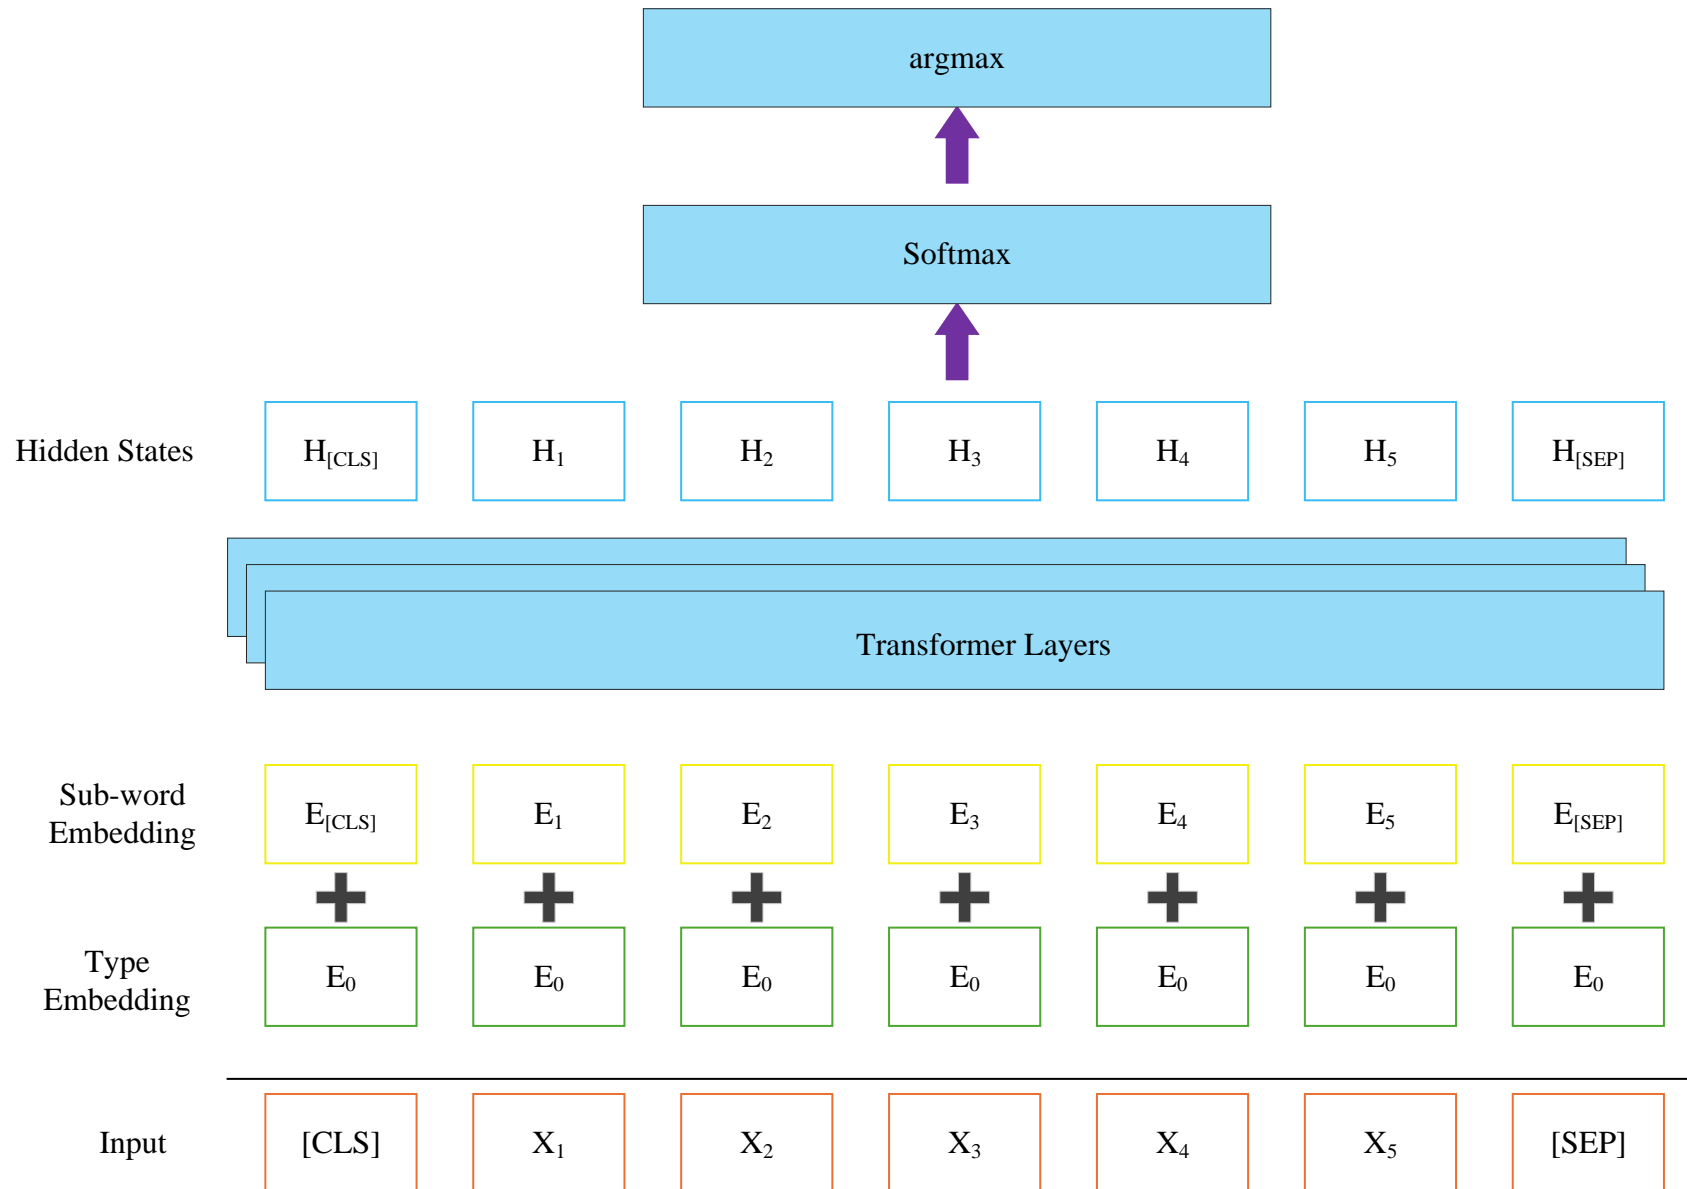 argmax
Softmax
Hidden States H[CLS] H1 H2 H3 H4 H5 H[SEP]
Transformer Layers
Sub-word
Embedding E[CLS] E1 E2 E3 E4 E5 E[SEP]
Type
Embedding E0 E0 E0 E0 E0 E0 E0
Input [CLS] X1 X2 X3 X4 X5 [SEP]